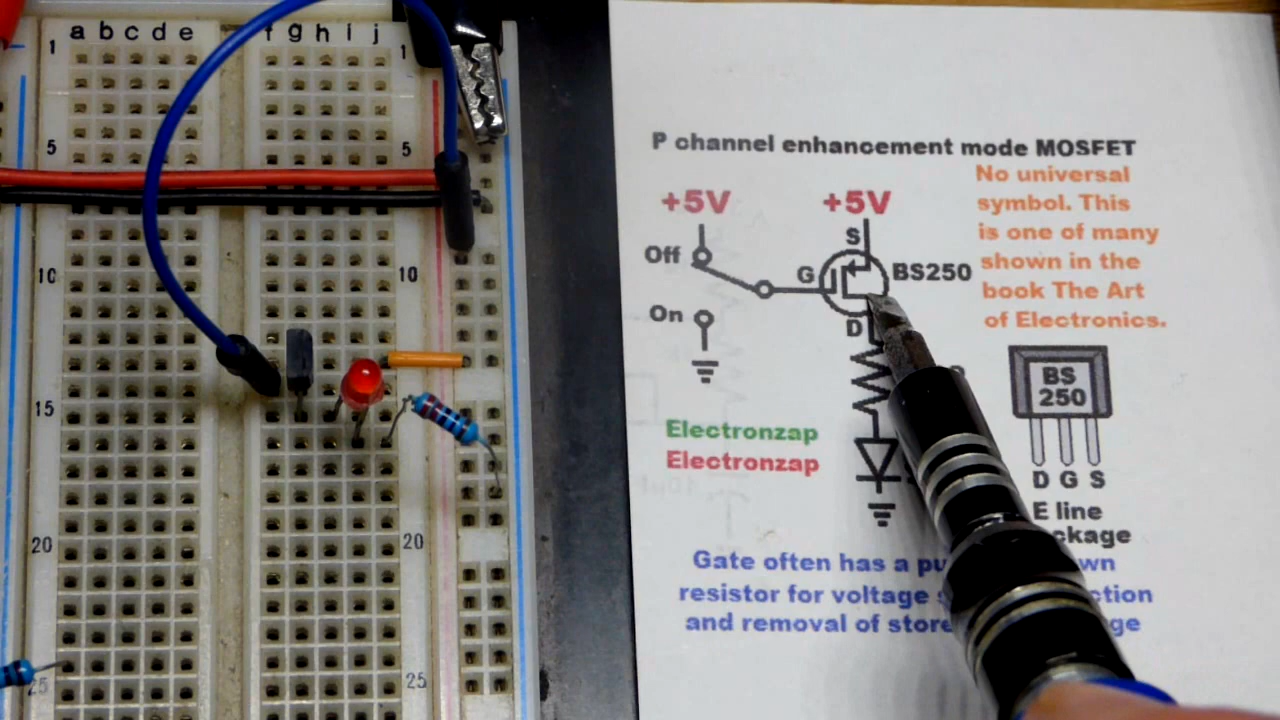 a b c d e f g h i j
1 1
5 5
10 10
15
20 20
25 25
P channel enhancement mode MOSFET
No universal
symbol. This
is one of many
shown in the
book The Art
of Electronics.
+5V +5V
S
Off
G BS250
On
D
BS
250
D G S
E line
Electronzap
Electronzap
Gate often has a
resistor for voltage
and removal of